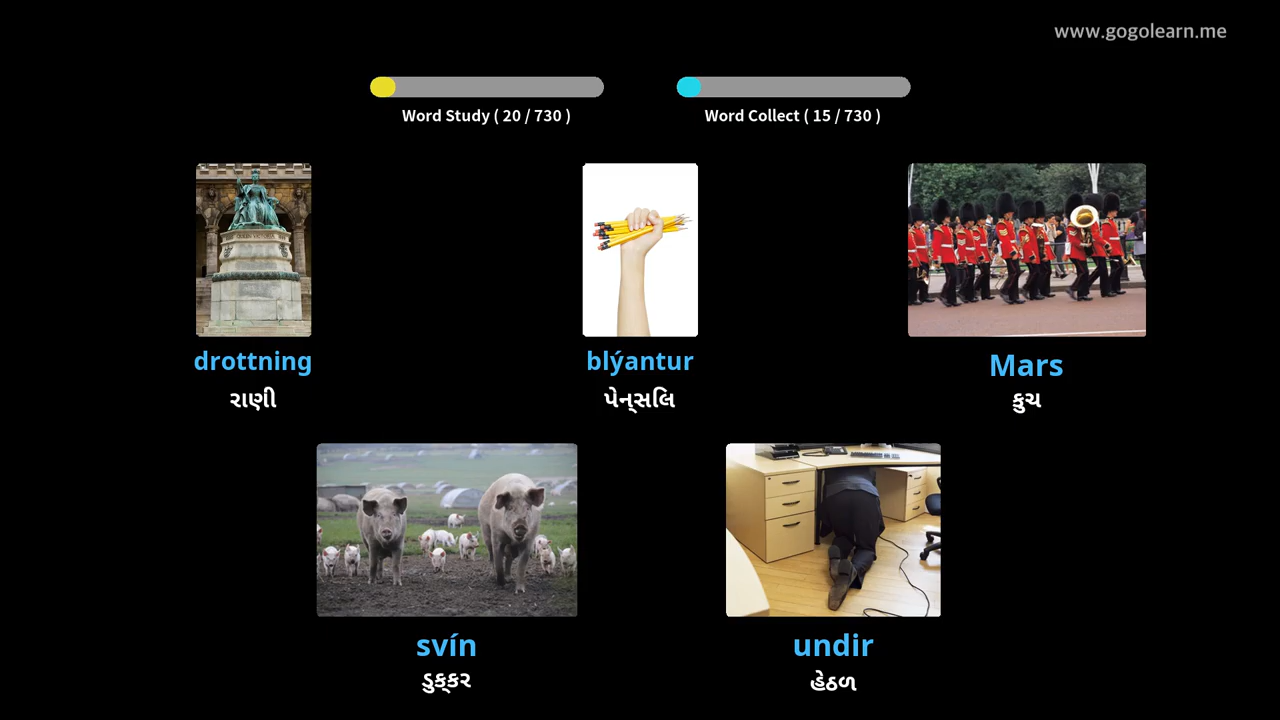 www.gogolearn.me
Word Study ( 20 / 730 )
Word Collect ( 15 / 730 )
drottning
blýantur
Mars
રાણી
પેન્સિલ
કુચ
svín
undir
ડુક્કર
હેઠળ